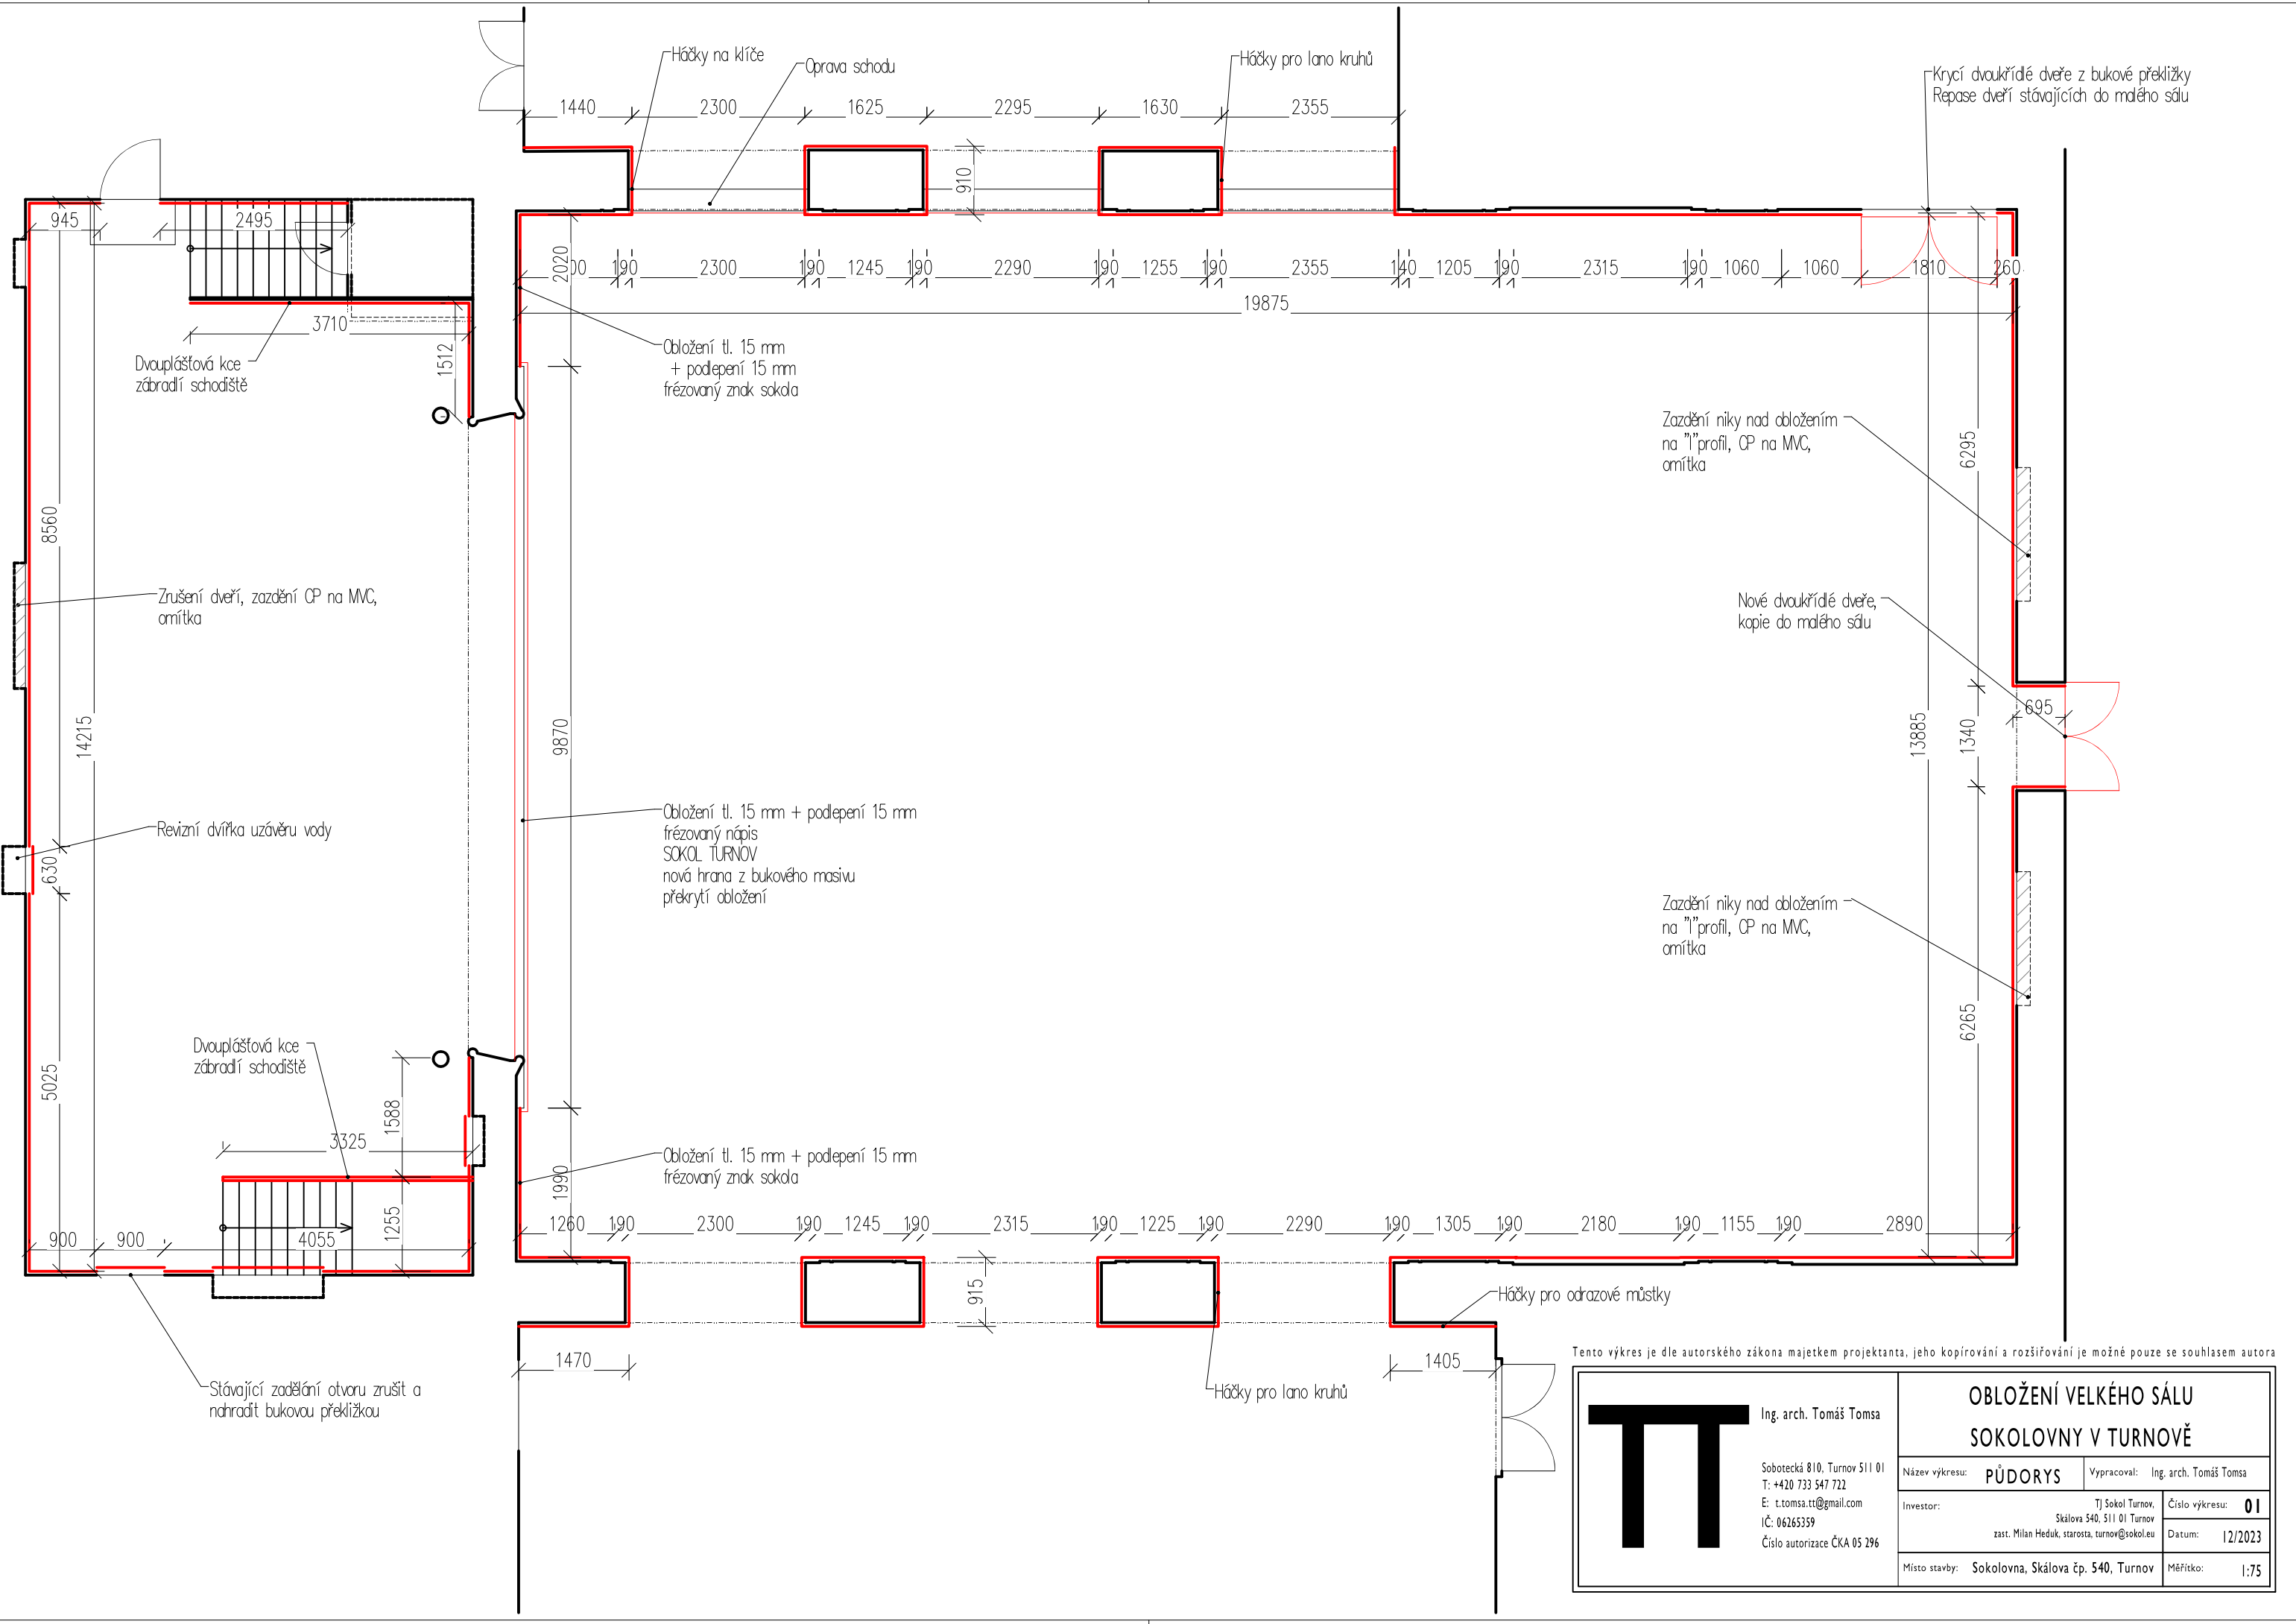 Háčky na klíče
Oprava schodu
Háčky pro lano kruhů
Krycí dvoukřídlé dveře z bukové překližky
Repase dveří stávajících do malého sálu
1440
2300
1625
2295
1630
2355
910
945
2495
2020
190
2300
190
1245
190
2290
190
1255
190
2355
140
1205
190
2315
190
1060
1060
1810
260
19875
3710
1512
Dvouplášťová kce
zábradlí schodiště
Obložení tl. 15 mm
+ podlepení 15 mm
frézovaný znak sokola
Zazdění niky nad obložením
na "I"profil, CP na MVC,
omítka
6295
8560
Zrušení dveří, zazdění CP na MVC,
omítka
Nové dvoukřídlé dveře,
kopie do malého sálu
14215
9870
13885
1340
695
Obložení tl. 15 mm + podlepení 15 mm
frézovaný nápis
SOKOL TURNOV
nová hrana z bukového masivu
překrytí obložení
Revizní dvířka uzávěru vody
630
Zazdění niky nad obložením
na "I"profil, CP na MVC,
omítka
6265
Dvouplášťová kce
zábradlí schodiště
5025
1588
3325
1990
Obložení tl. 15 mm + podlepení 15 mm
frézovaný znak sokola
1255
900
900
4055
1260
190
2300
190
1245
190
2315
190
1225
190
2290
190
1305
190
2180
190
1155
190
2890
915
Háčky pro odrazové můstky
1470
1405
Háčky pro lano kruhů
Stávající zadělání otvoru zrušit a
nahradit bukovou překližkou
Tento výkres je dle autorského zákona majetkem projektanta, jeho kopírování a rozšiřování je možné pouze se souhlasem autora
TT
Ing. arch. Tomáš Tomsa
Sobotecká 810, Turnov 511 01
T: +420 733 547 722
E: t.tomsa.tt@gmail.com
IČ: 06265359
Číslo autorizace ČKA 05 296
OBLOŽENÍ VELKÉHO SÁLU
SOKOLOVNY V TURNOVĚ
Název výkresu: PŮDORYS
Vypracoval: Ing. arch. Tomáš Tomsa
Investor: TJ Sokol Turnov,
Skálova 540, 511 01 Turnov
zast. Milan Heduk, starosta, turnov@sokol.eu
Číslo výkresu: 01
Datum: 12/2023
Místo stavby: Sokolovna, Skálova čp. 540, Turnov
Měřítko: 1:75